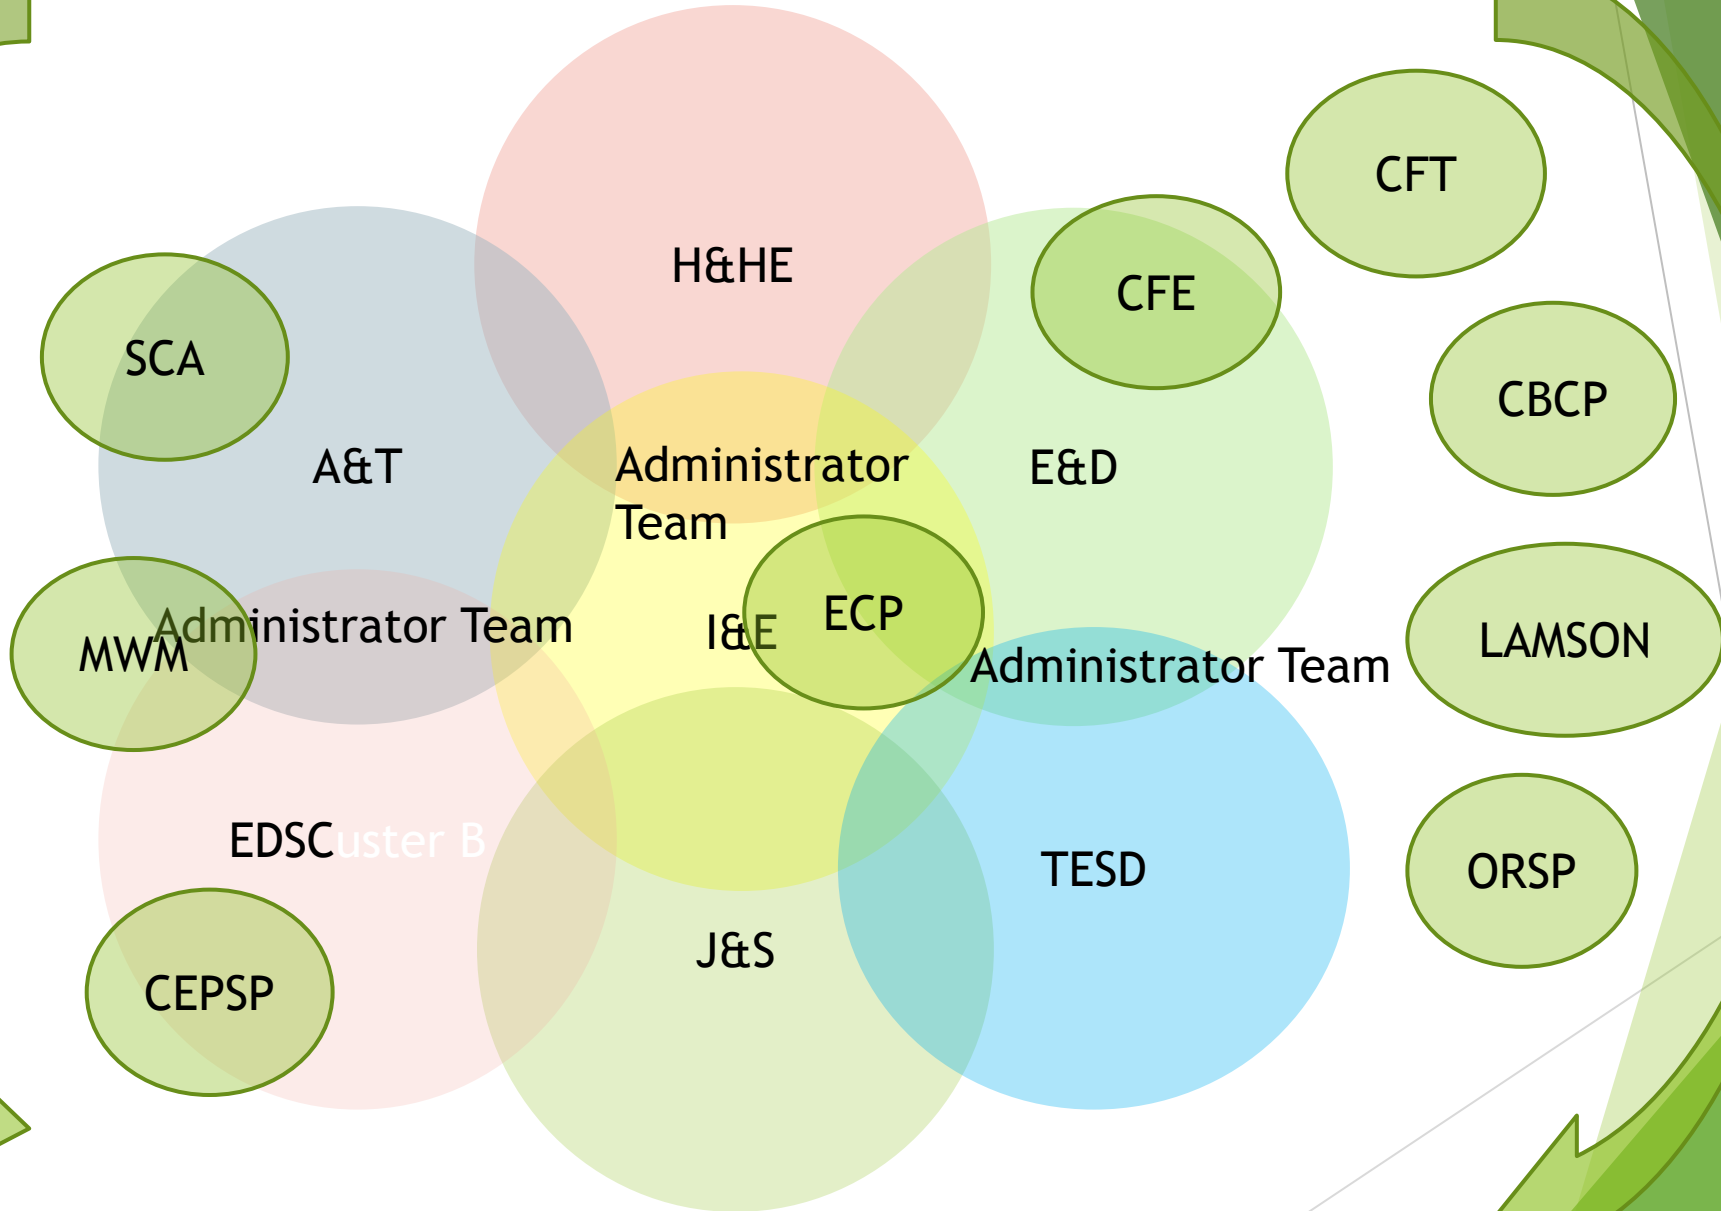 CFT
H&HE
CFE
SCA
CBCP
A&T
Administrator
Team
E&D
ECP
Administrator Team
I&E
MWM
LAMSON
Administrator Team
EDSCuster B
TESD
ORSP
J&S
CEPSP